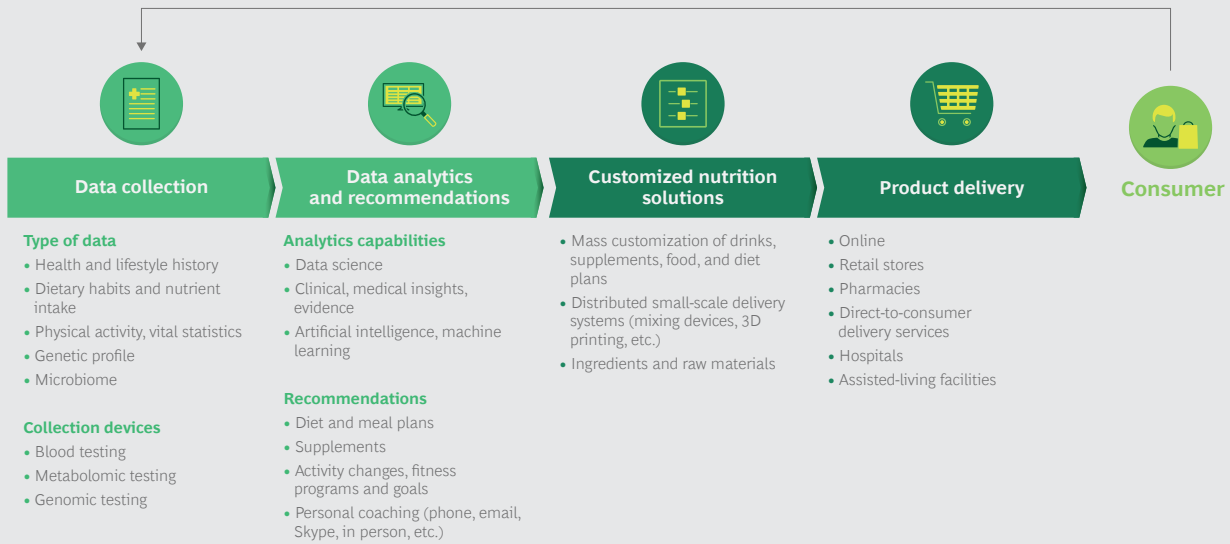 Data collection
Type of data
• Health and lifestyle history
• Dietary habits and nutrient
intake
• Physical activity, vital statistics
• Genetic profile
• Microbiome
Collection devices
• Blood testing
• Metabolomic testing
• Genomic testing
Data analytics
and recommendations
Analytics capabilities
• Data science
• Clinical, medical insights,
evidence
• Artificial intelligence, machine
learning
Recommendations
• Diet and meal plans
• Supplements
• Activity changes, fitness
programs and goals
• Personal coaching (phone, email,
Skype, in person, etc.)
Customized nutrition
solutions
• Mass customization of drinks,
supplements, food, and diet
plans
• Distributed small-scale delivery
systems (mixing devices, 3D
printing, etc.)
• Ingredients and raw materials
Product delivery
• Online
• Retail stores
• Pharmacies
• Direct-to-consumer
delivery services
• Hospitals
• Assisted-living facilities
Consumer